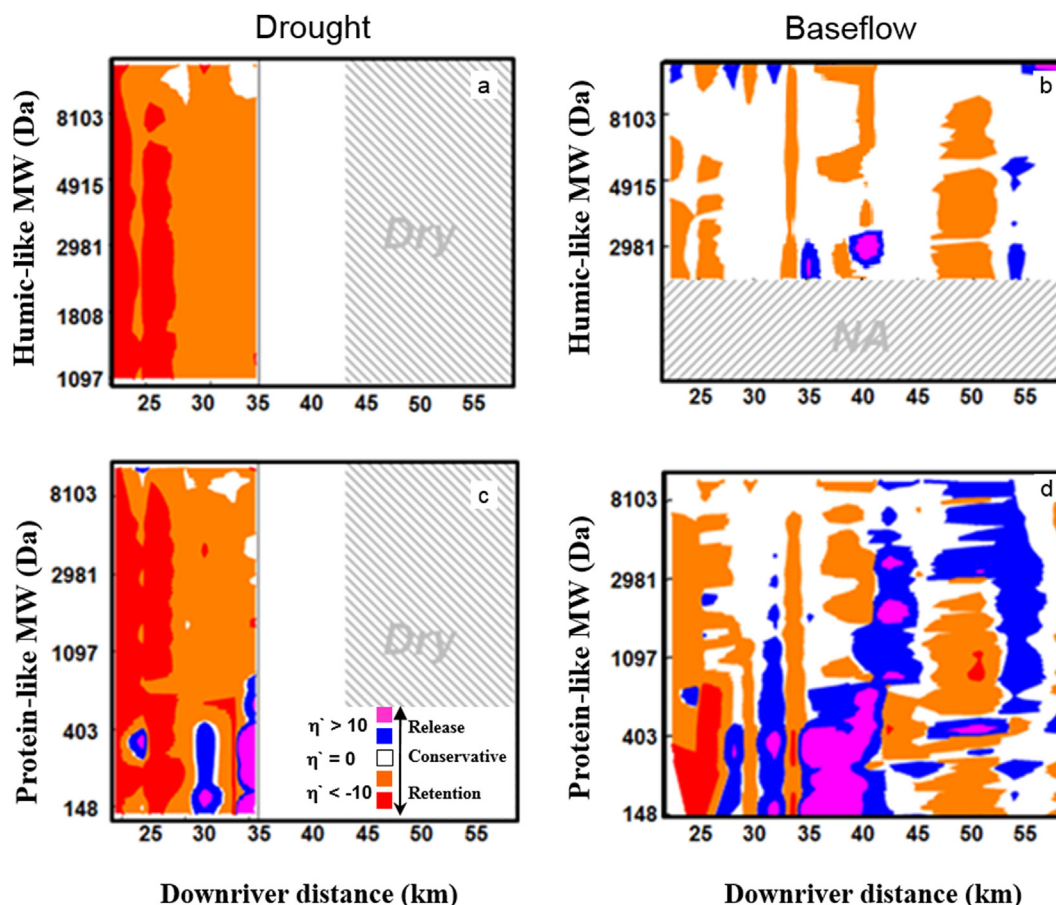 Drought
Baseflow
Humic-like MW (Da)
8103
4915
2981
1808
1097
a
Dry
25 30 35 40 45 50 55
Humic-like MW (Da)
8103
4915
2981
b
NA
25 30 35 40 45 50 55
Protein-like MW (Da)
8103
2981
1097
403
148
c
Dry
η` > 10 Release
η` = 0 Conservative
η` < -10 Retention
25 30 35 40 45 50 55
Downriver distance (km)
Protein-like MW (Da)
8103
2981
1097
403
148
d
25 30 35 40 45 50 55
Downriver distance (km)